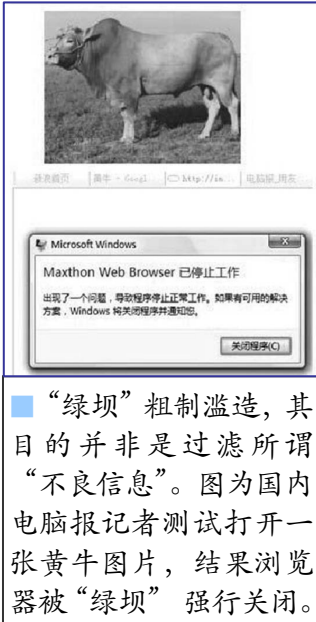 Microsoft Windows
Maxthon Web Browser 已停止工作
出现了一个问题，导致程序停止正常工作。如果有可用的解决
方案，Windows 将关闭程序并通知您。
关闭程序(C)
“绿坝”粗制滥造，其
目的并非是过滤所谓
“不良信息”。图为国内
电脑报记者测试打开一
张黄牛图片，结果浏览
器被“绿坝” 强行关闭。